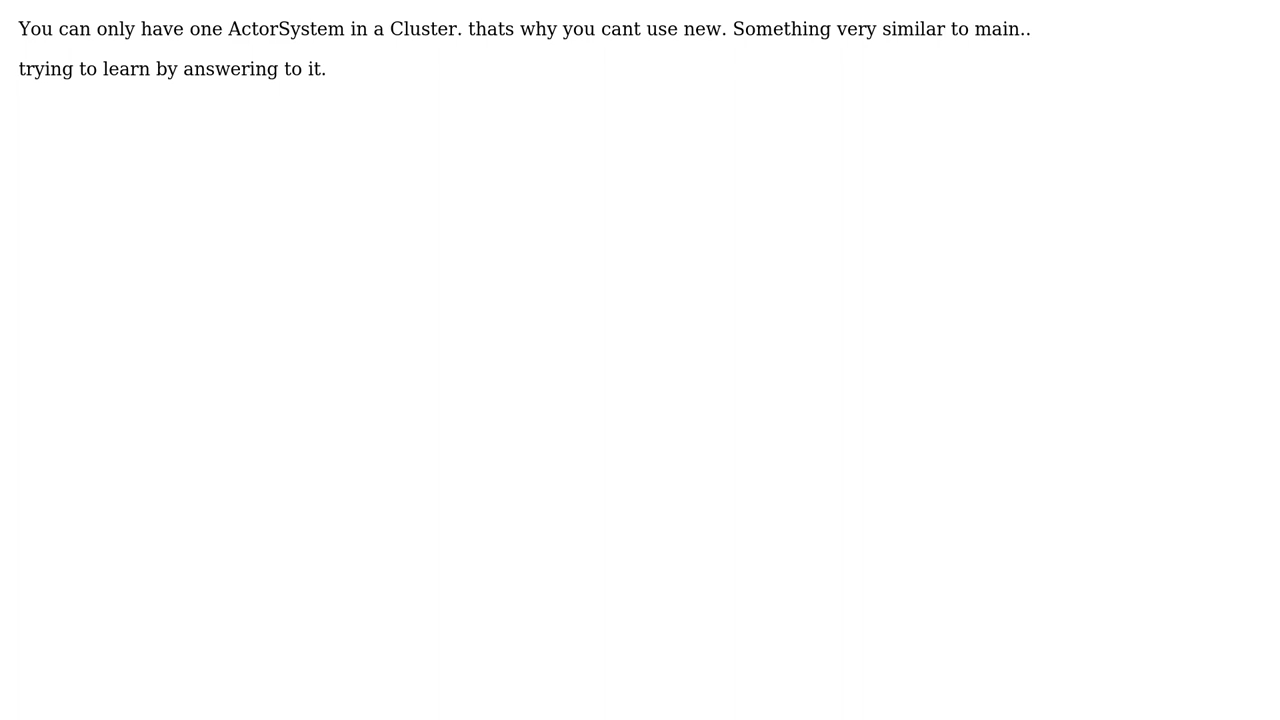 You can only have one ActorSystem in a Cluster. thats why you cant use new. Something very similar to main..
trying to learn by answering to it.